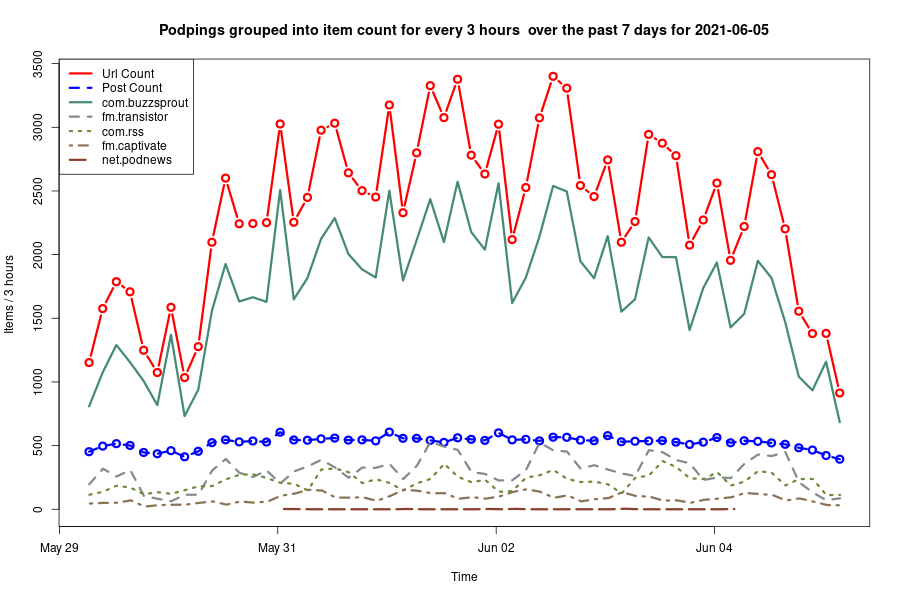 Podpings grouped into item count for every 3 hours  over the past 7 days for 2021-06-05
Url Count
Post Count
com.buzzsprout
fm.transistor
com.rss
fm.captivate
net.podnews
Items / 3 hours
3500
3000
2500
2000
1500
1000
500
0
May 29
May 31
Jun 02
Jun 04
Time